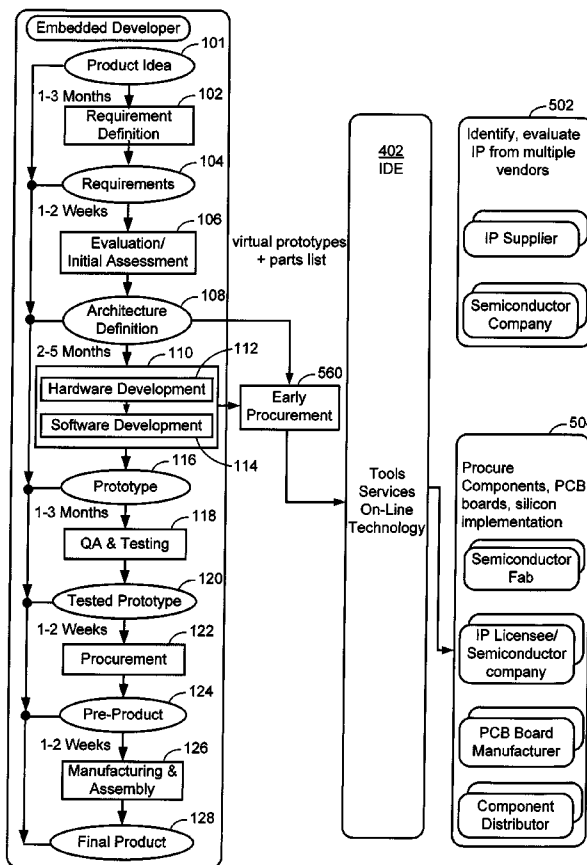 Embedded Developer
101
Product Idea
1-3 Months
102
Requirement
Definition
104
Requirements
1-2 Weeks
106
Evaluation/
Initial Assessment
108
Architecture
Definition
2-5 Months
110
112
Hardware Development
Software Development
114
116
Prototype
1-3 Months
118
QA & Testing
120
Tested Prototype
1-2 Weeks
122
Procurement
124
Pre-Product
1-2 Weeks
126
Manufacturing &
Assembly
128
Final Product
virtual prototypes
+ parts list
560
Early
Procurement
402
IDE
Tools
Services
On-Line
Technology
502
Identify, evaluate
IP from multiple
vendors
IP Supplier
Semiconductor
Company
Procure
Components, PCB
boards, silicon
implementation
Semiconductor
Fab
IP Licensee/
Semiconductor
company
PCB Board
Manufacturer
Component
Distributor